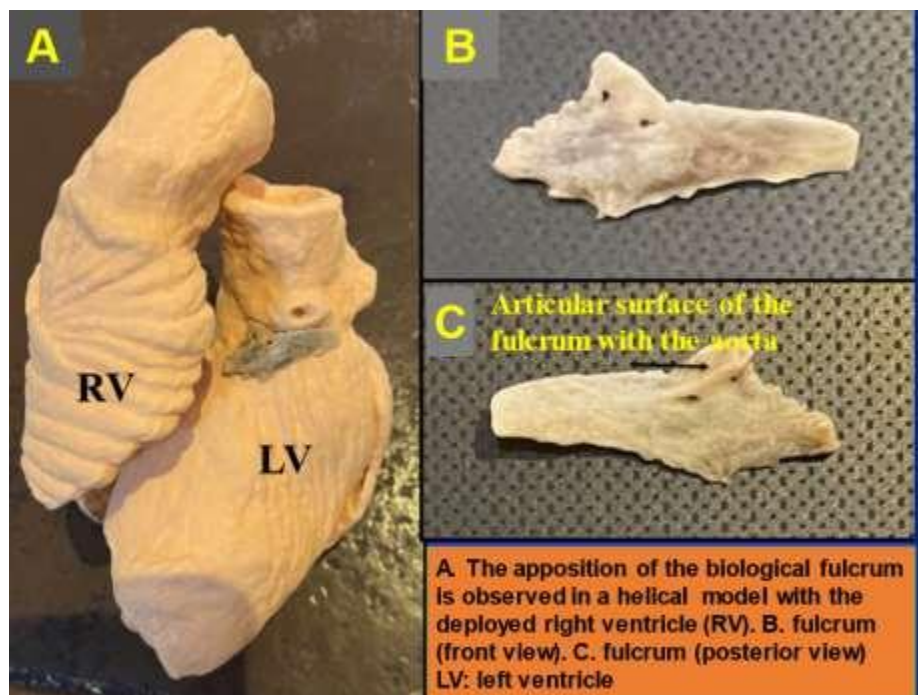 A
RV
LV
B
C
Articular surface of the
fulcrum with the aorta
A. The apposition of the biological fulcrum
is observed in a helical model with the
deployed right ventricle (RV). B. fulcrum
(front view). C. fulcrum (posterior view)
LV: left ventricle